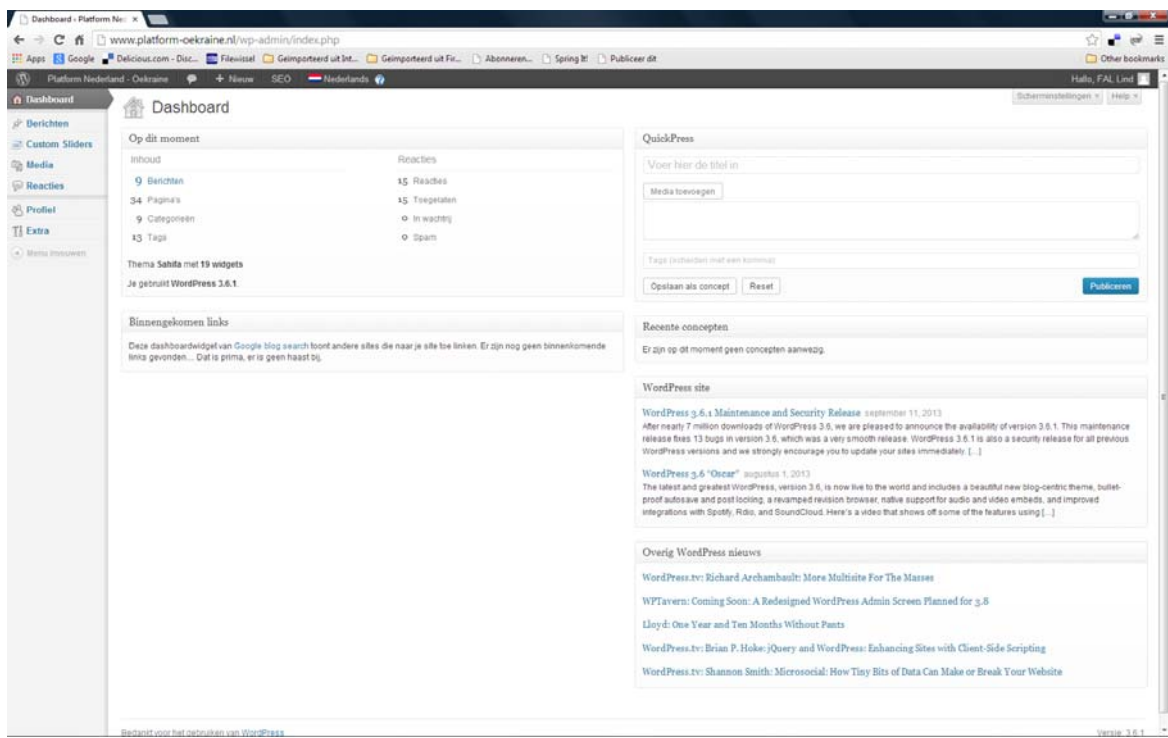 Dashboard - Platform Ne
www.platform-oekraine.nl/wp-admin/index.php
Apps Google Delicious.com - Disc... Filewissel Geïmporteerd uit Int... Geïmporteerd uit Fir... Abonneren... Spring It! Publiceer dit Other bookmarks
Platform Nederland - Oekraine + Nieuw SEO Nederlands Hallo, FAL Lind
Scherminstellingen Help
Dashboard
Berichten
Custom Sliders
Media
Reacties
Profiel
Extra
Menu invouwen
Dashboard
Op dit moment
Inhoud Reacties
9 Berichten 15 Reacties
34 Pagina's 15 Toegelaten
9 Categorieën 0 In wachtrij
13 Tags 0 Spam
Thema Sahifa met 19 widgets
Je gebruikt WordPress 3.6.1.
Binnengekomen links
Deze dashboardwidget van Google blog search toont andere sites die naar je site toe linken. Er zijn nog geen binnenkomende
links gevonden... Dat is prima, er is geen haast bij.
QuickPress
Voer hier de titel in
Media toevoegen
Tags (scheiden met een komma)
Opslaan als concept Reset Publiceren
Recente concepten
Er zijn op dit moment geen concepten aanwezig.
WordPress site
WordPress 3.6.1 Maintenance and Security Release september 11, 2013
After nearly 7 million downloads of WordPress 3.6, we are pleased to announce the availability of version 3.6.1. This maintenance
release fixes 13 bugs in version 3.6, which was a very smooth release. WordPress 3.6.1 is also a security release for all previous
WordPress versions and we strongly encourage you to update your sites immediately. [...]
WordPress 3.6 "Oscar" augustus 1, 2013
The latest and greatest WordPress, version 3.6, is now live to the world and includes a beautiful new blog-centric theme, bullet-
proof autosave and post locking, a revamped revision browser, native support for audio and video embeds, and improved
integrations with Spotify, Rdio, and SoundCloud. Here's a video that shows off some of the features using [...]
Overig WordPress nieuws
WordPress.tv: Richard Archambault: More Multisite For The Masses
WPTavern: Coming Soon: A Redesigned WordPress Admin Screen Planned for 3.8
Lloyd: One Year and Ten Months Without Pants
WordPress.tv: Brian P. Hoke: jQuery and WordPress: Enhancing Sites with Client-Side Scripting
WordPress.tv: Shannon Smith: Microsocial: How Tiny Bits of Data Can Make or Break Your Website
Bedankt voor het gebruiken van WordPress. Versie 3.6.1